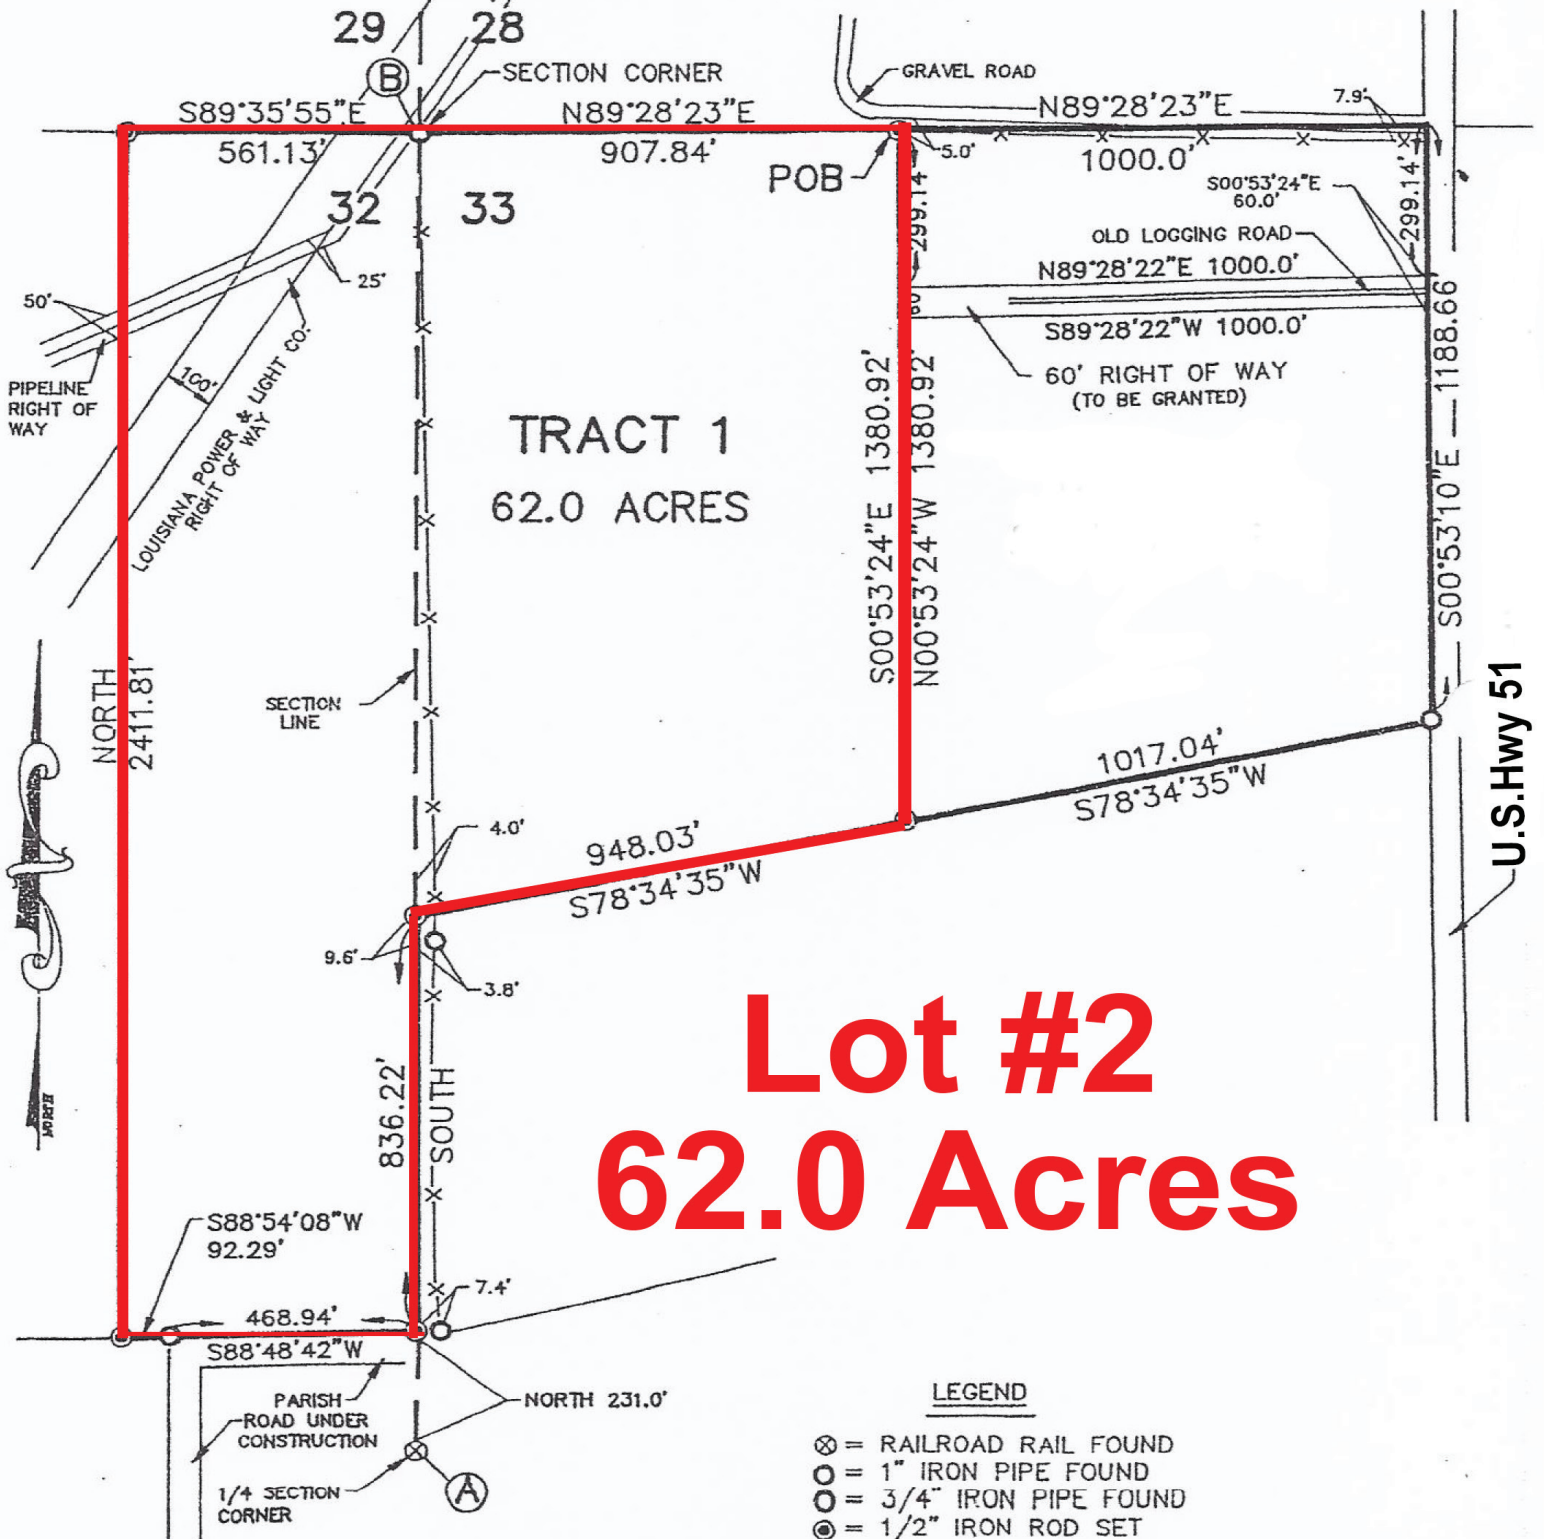 29
28
B
SECTION CORNER
GRAVEL ROAD
S89°35'55"E
N89°28'23"E
N89°28'23"E
7.9'
561.13'
907.84'
5.0'
1000.0'
POB
299.14'
S00°53'24"E
60.0'
299.14'
32
33
OLD LOGGING ROAD
N89°28'22"E 1000.0'
25'
50'
60'
S89°28'22"W 1000.0'
60' RIGHT OF WAY
(TO BE GRANTED)
PIPELINE
RIGHT OF
WAY
100'
LOUISIANA POWER & LIGHT CO.
RIGHT OF WAY
TRACT 1
62.0 ACRES
S00°53'24"E 1380.92'
N00°53'24"W 1380.92'
S00°53'10"E — 1188.66
NORTH
2411.81'
SECTION
LINE
U.S.Hwy 51
1017.04'
S78°34'35"W
4.0'
948.03'
S78°34'35"W
9.6'
3.8'
Lot #2
62.0 Acres
836.22'
SOUTH
NORTH
S88°54'08"W
92.29'
7.4'
468.94'
S88°48'42"W
PARISH
ROAD UNDER
CONSTRUCTION
NORTH 231.0'
1/4 SECTION
CORNER
A
LEGEND
⊗ = RAILROAD RAIL FOUND
O = 1" IRON PIPE FOUND
O = 3/4" IRON PIPE FOUND
◉ = 1/2" IRON ROD SET